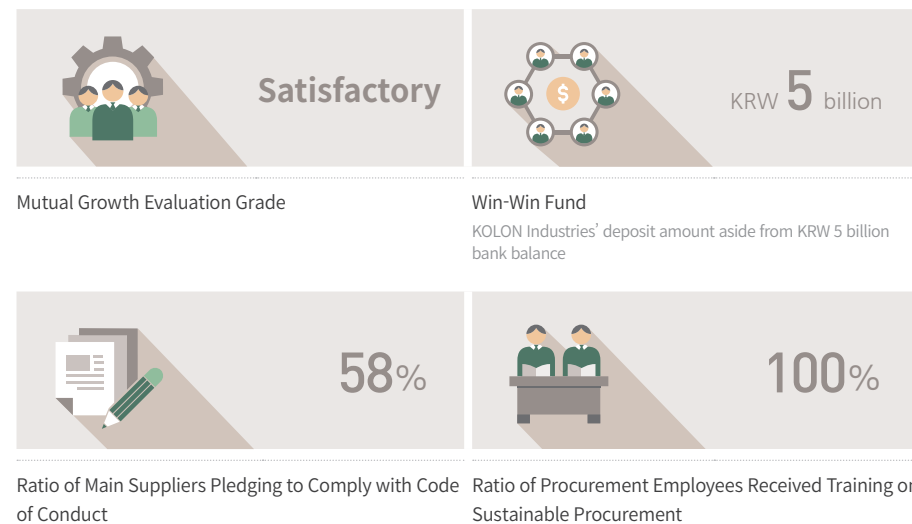 Satisfactory
Mutual Growth Evaluation Grade
$
KRW 5 billion
Win-Win Fund
KOLON Industries' deposit amount aside from KRW 5 billion
bank balance
58%
Ratio of Main Suppliers Pledging to Comply with Code
of Conduct
100%
Ratio of Procurement Employees Received Training on
Sustainable Procurement